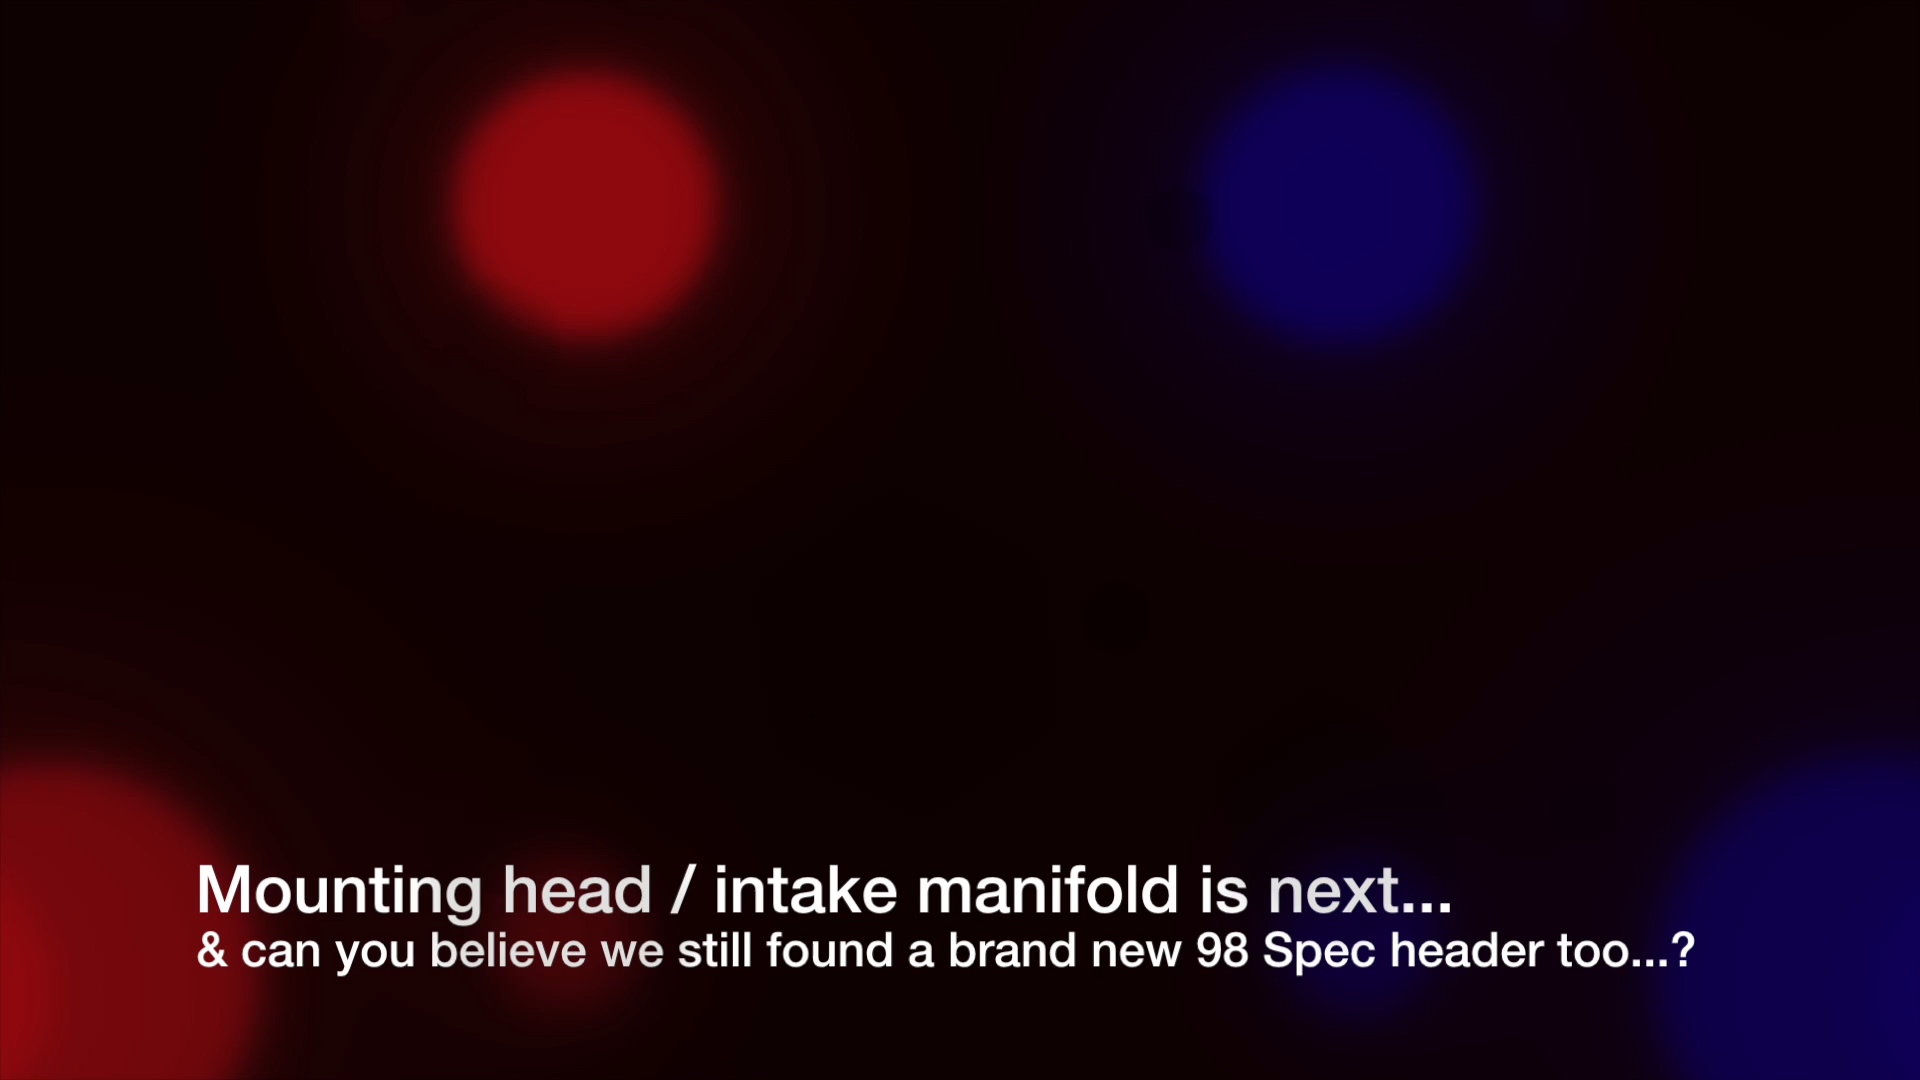 Mounting head / intake manifold is next...
& can you believe we still found a brand new 98 Spec header too...?